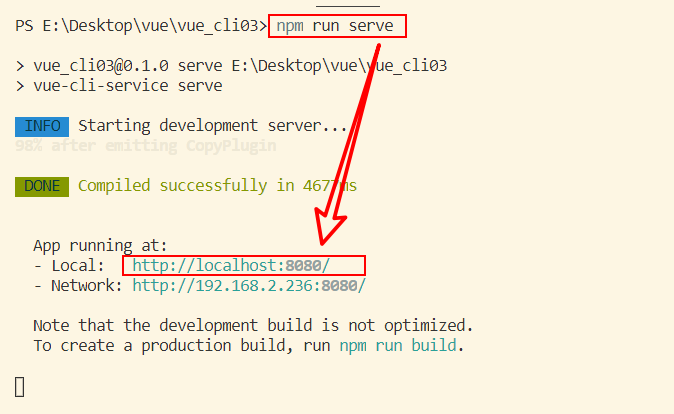 PS E:\Desktop\vue\vue_cli03> npm run serve
> vue_cli03@0.1.0 serve E:\Desktop\vue\vue_cli03
> vue-cli-service serve
INFO Starting development server...
98% after emitting CopyPlugin
DONE Compiled successfully in 4677ms
App running at:
- Local: http://localhost:8080/
- Network: http://192.168.2.236:8080/
Note that the development build is not optimized.
To create a production build, run npm run build.